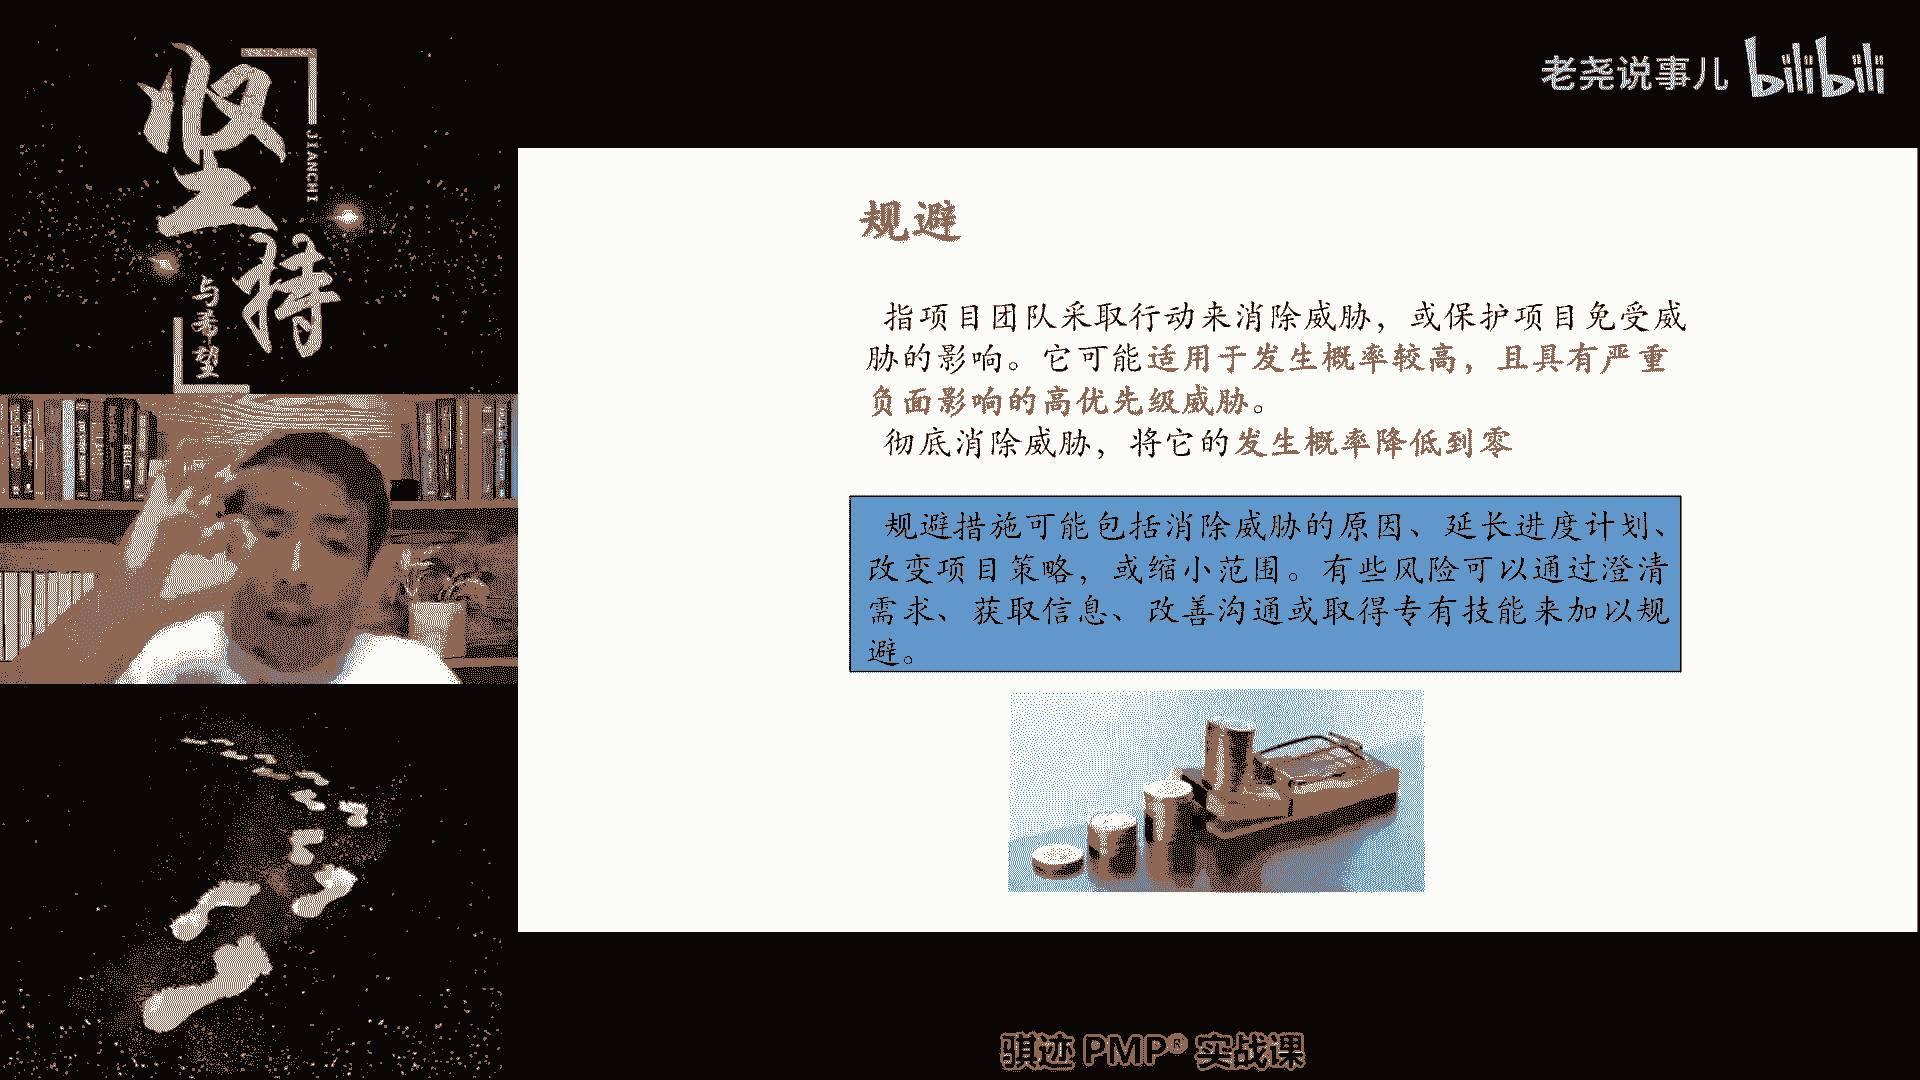 坚持
JIANCHI
与希望
老尧说事儿 bilibili
规避
指项目团队采取行动来消除威胁，或保护项目免受威
胁的影响。它可能适用于发生概率较高，且具有严重
负面影响的高优先级威胁。
彻底消除威胁，将它的发生概率降低到零
规避措施可能包括消除威胁的原因、延长进度计划、
改变项目策略，或缩小范围。有些风险可以通过澄清
需求、获取信息、改善沟通或取得专有技能来加以规
避。
骐迹 PMP® 实战课